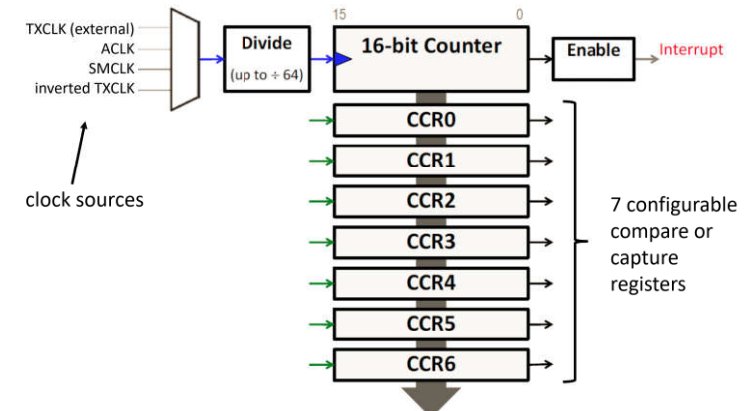 15
0
TXCLK (external)
ACLK
SMCLK
inverted TXCLK
Divide
(up to ÷ 64)
16-bit Counter
Enable
Interrupt
CCR0
CCR1
CCR2
CCR3
CCR4
CCR5
CCR6
clock sources
7 configurable
compare or
capture
registers